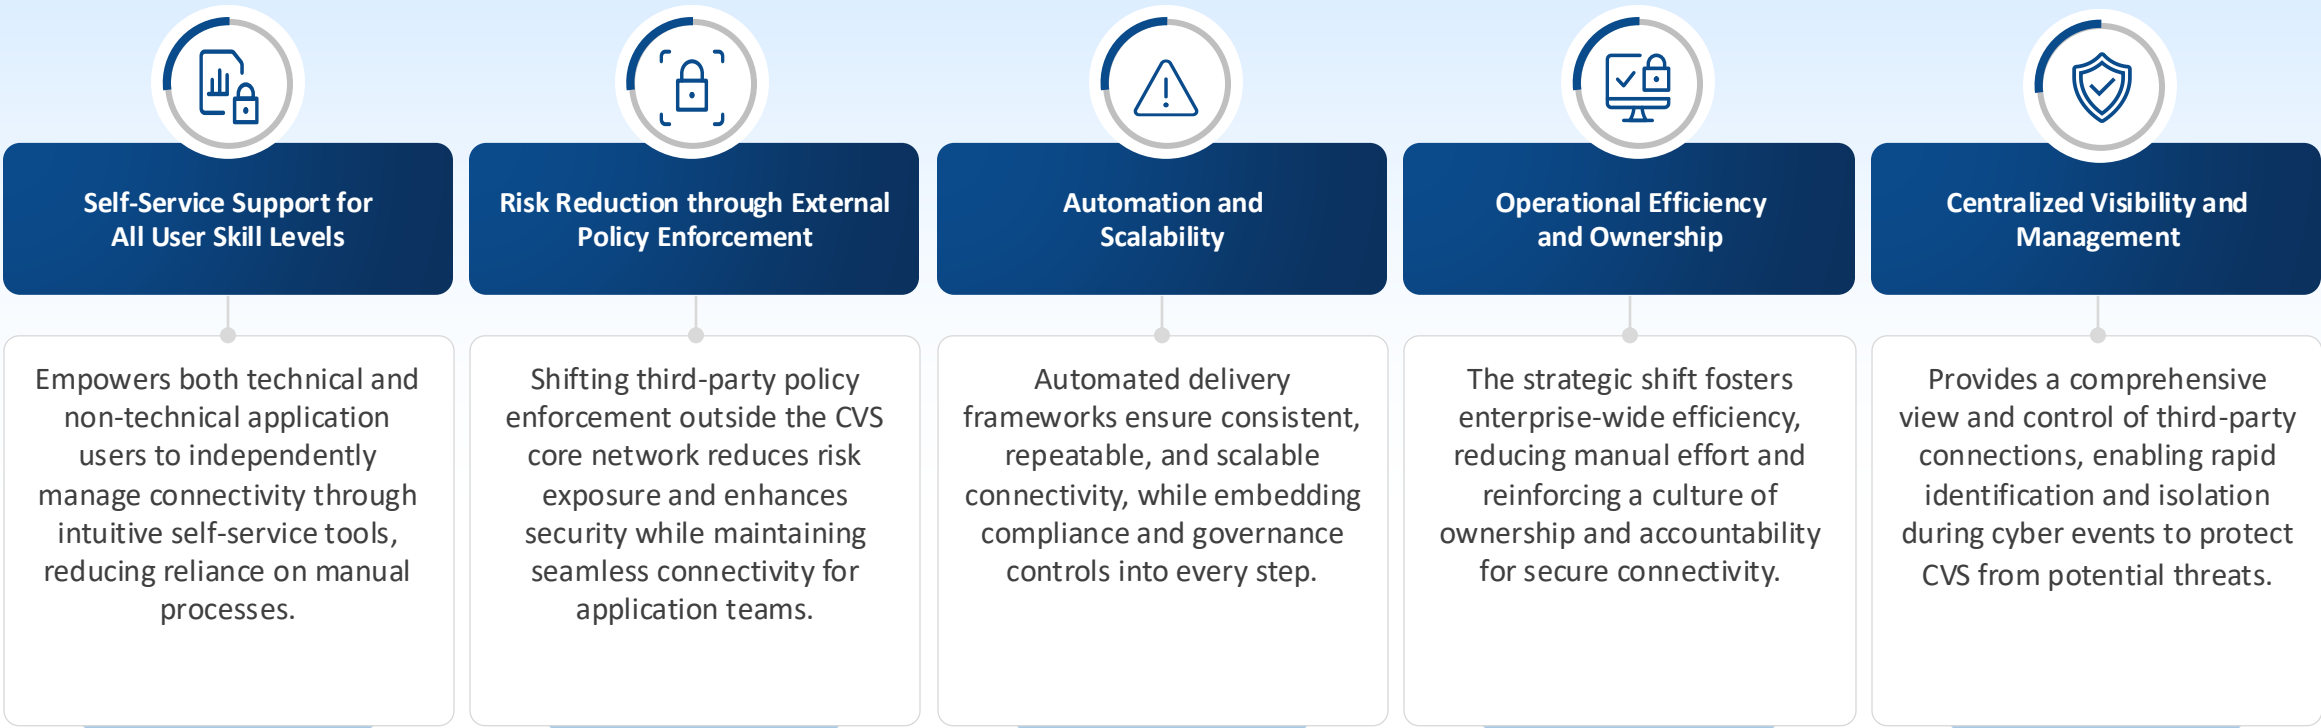 Self-Service Support for
All User Skill Levels
Empowers both technical and
non-technical application
users to independently
manage connectivity through
intuitive self-service tools,
reducing reliance on manual
processes.
Risk Reduction through External
Policy Enforcement
Shifting third-party policy
enforcement outside the CVS
core network reduces risk
exposure and enhances
security while maintaining
seamless connectivity for
application teams.
Automation and
Scalability
Automated delivery
frameworks ensure consistent,
repeatable, and scalable
connectivity, while embedding
compliance and governance
controls into every step.
Operational Efficiency
and Ownership
The strategic shift fosters
enterprise-wide efficiency,
reducing manual effort and
reinforcing a culture of
ownership and accountability
for secure connectivity.
Centralized Visibility and
Management
Provides a comprehensive
view and control of third-party
connections, enabling rapid
identification and isolation
during cyber events to protect
CVS from potential threats.